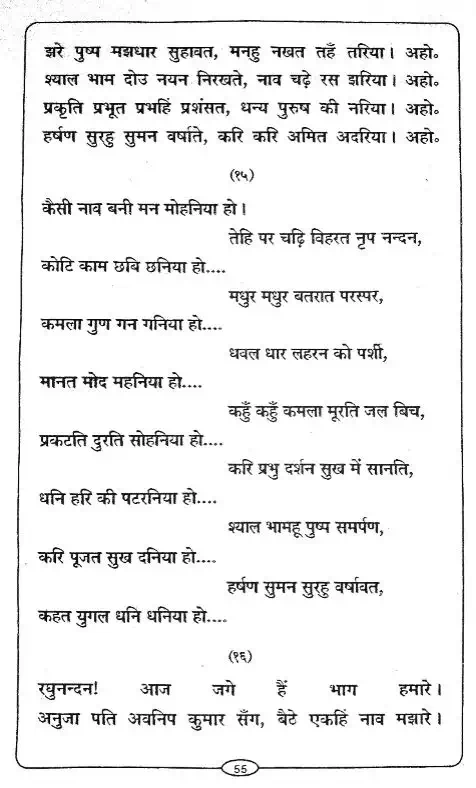 झरे पुष्प मझधार सुहावत, मनहु नखत तहँ तरिया। अहो॰
श्याल भाम दोउ नयन निरखते, नाव चढ़े रस झरिया। अहो॰
प्रकृति प्रभूत प्रभहिं प्रशंसत, धन्य पुरुष की नरिया। अहो॰
हर्षण सुरहु सुमन वर्षाते, करि करि अमित अदरिया। अहो॰
(१५)
कैसी नाव बनी मन मोहनिया हो।
तेहि पर चढ़ि विहरत नृप नन्दन,
कोटि काम छबि छनिया हो....
मधुर मधुर बतरात परस्पर,
कमला गुण गन गनिया हो....
धवल धार लहरन को पर्शी,
मानत मोद महनिया हो....
कहुँ कहुँ कमला मूरति जल बिच,
प्रकटति दुरति सोहनिया हो....
करि प्रभु दर्शन सुख में सानति,
धनि हरि की पटरनिया हो....
श्याल भामहू पुष्प समर्पण,
करि पूजत सुख दनिया हो....
हर्षण सुमन सुरहु वर्षावत,
कहत युगल धनि धनिया हो....
(१६)
रघुनन्दन! आज जगे हैं भाग हमारे।
अनुजा पति अवनिप कुमार सँग, बैठे एकहिं नाव मझारे।
55